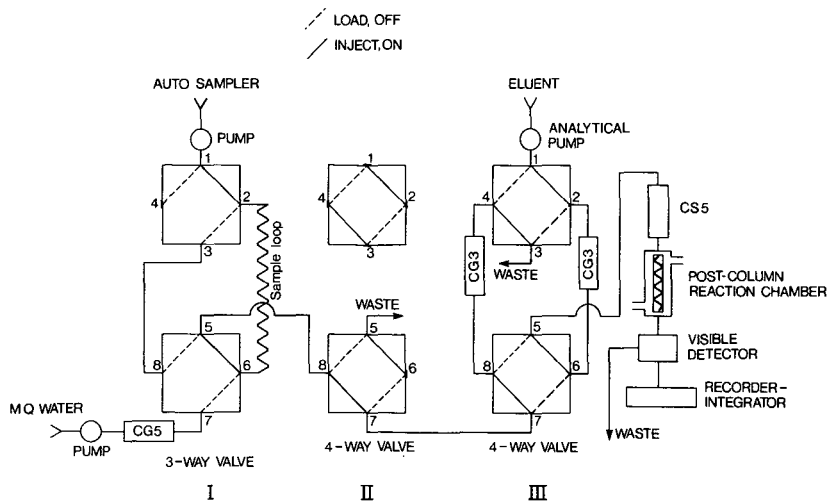 LOAD, OFF
INJECT, ON
AUTO SAMPLER
PUMP
1
2
3
4
Sample loop
5
6
7
8
MQ WATER
PUMP
CG5
3-WAY VALVE
I
1
2
3
4
WASTE
5
6
7
8
4-WAY VALVE
II
ELUENT
ANALYTICAL
PUMP
1
2
3
4
CG3
WASTE
CG3
5
6
7
8
4-WAY VALVE
III
CS5
POST-COLUMN
REACTION CHAMBER
VISIBLE
DETECTOR
RECORDER-
INTEGRATOR
WASTE